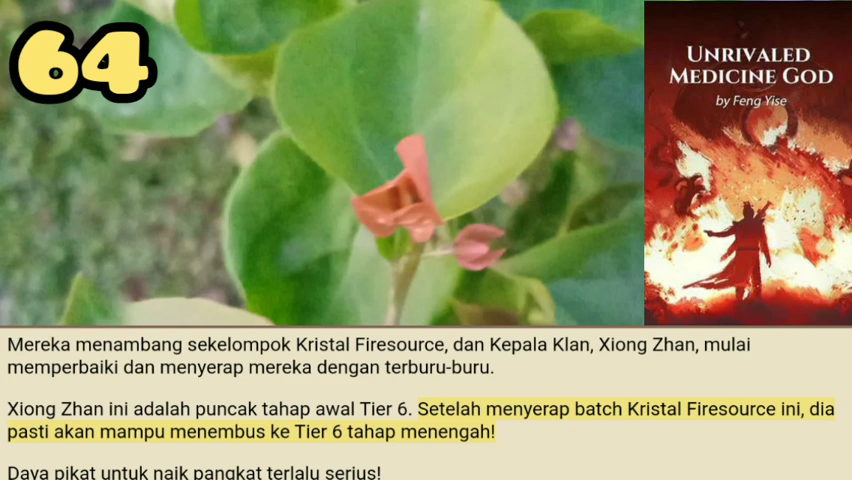 64
UNRIVALED
MEDICINE GOD
by Feng Yise
Mereka menambang sekelompok Kristal Firesource, dan Kepala Klan, Xiong Zhan, mulai
memperbaiki dan menyerap mereka dengan terburu-buru.
Xiong Zhan ini adalah puncak tahap awal Tier 6. Setelah menyerap batch Kristal Firesource ini, dia
pasti akan mampu menembus ke Tier 6 tahap menengah!
Daya pikat untuk naik pangkat terlalu serius!